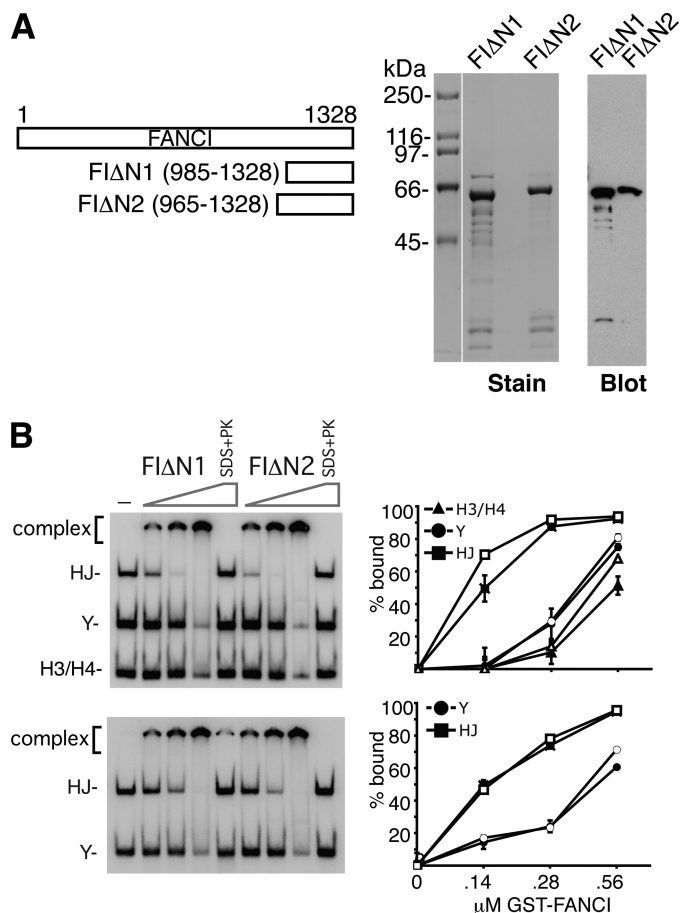 A
1 1328
FANCI
FIΔN1 (985-1328)
FIΔN2 (965-1328)
kDa
250-
116-
97-
66-
45-
FIΔN1
FIΔN2
FIΔN1
FIΔN2
Stain
Blot
B
– FIΔN1 SDS+PK FIΔN2 SDS+PK
complex
HJ-
Y-
H3/H4-
complex
HJ-
Y-
% bound
100
80
60
40
20
H3/H4
Y
HJ
% bound
100
80
60
40
20
Y
HJ
0 .14 .28 .56
µM GST-FANCI